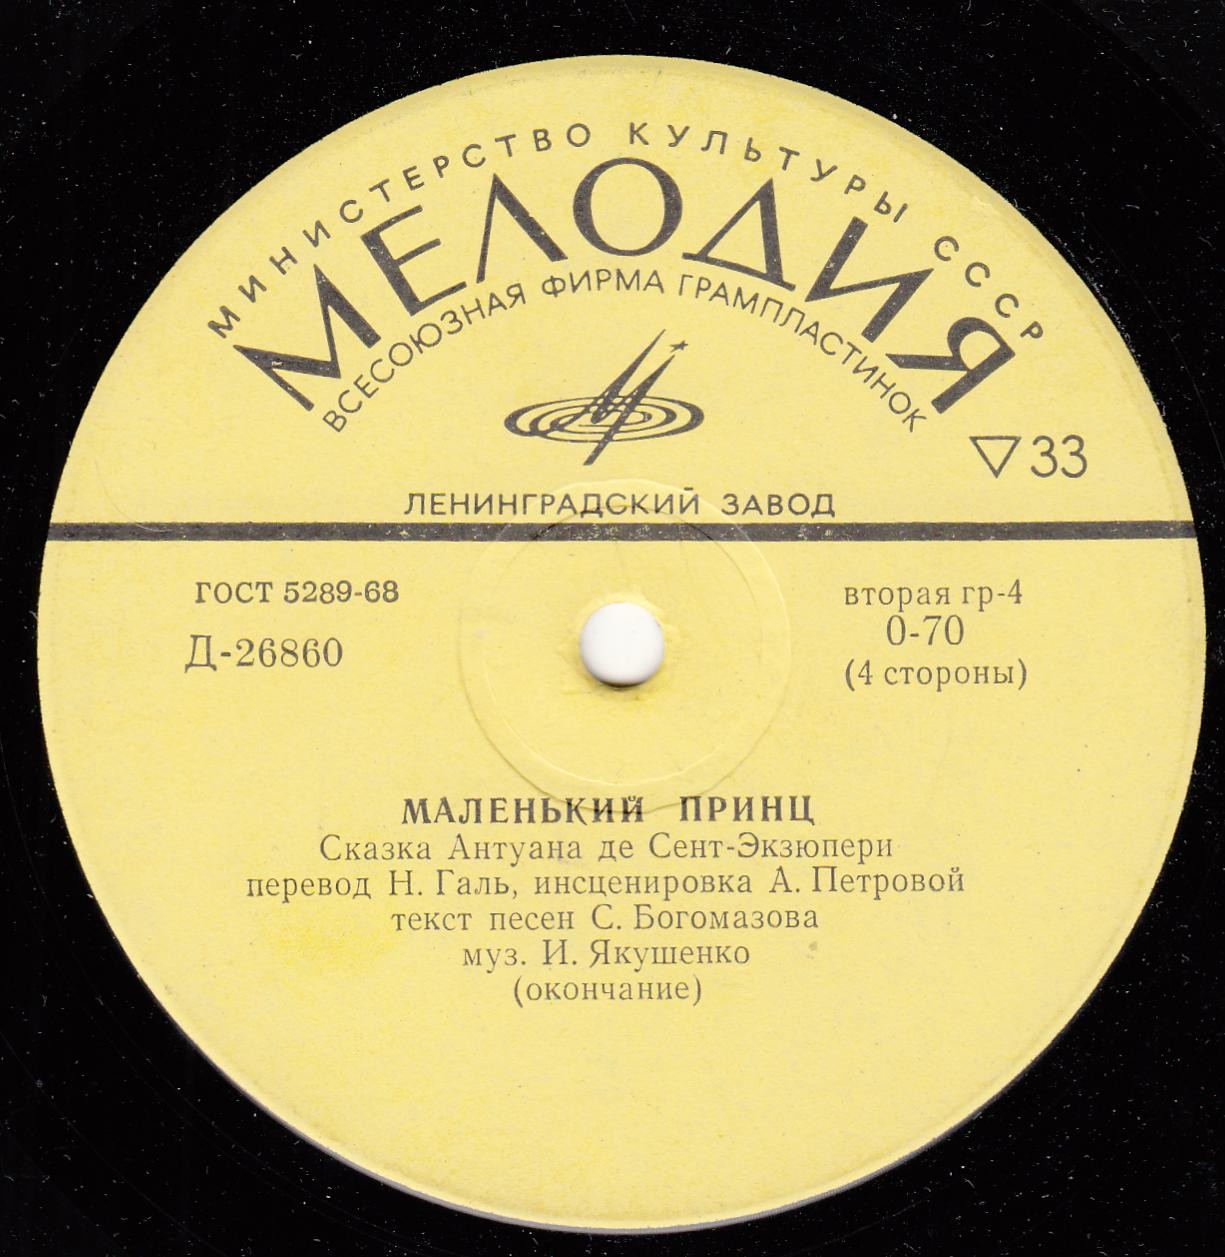 МИНИСТЕРСТВО КУЛЬТУРЫ СССР
МЕЛОДИЯ
ВСЕСОЮЗНАЯ ФИРМА ГРАМПЛАСТИНОК
▽33
ЛЕНИНГРАДСКИЙ ЗАВОД
ГОСТ 5289-68
Д-26860
вторая гр-4
0-70
(4 стороны)
МАЛЕНЬКИЙ ПРИНЦ
Сказка Антуана де Сент-Экзюпери
перевод Н. Галь, инсценировка А. Петровой
текст песен С. Богомазова
муз. И. Якушенко
(окончание)